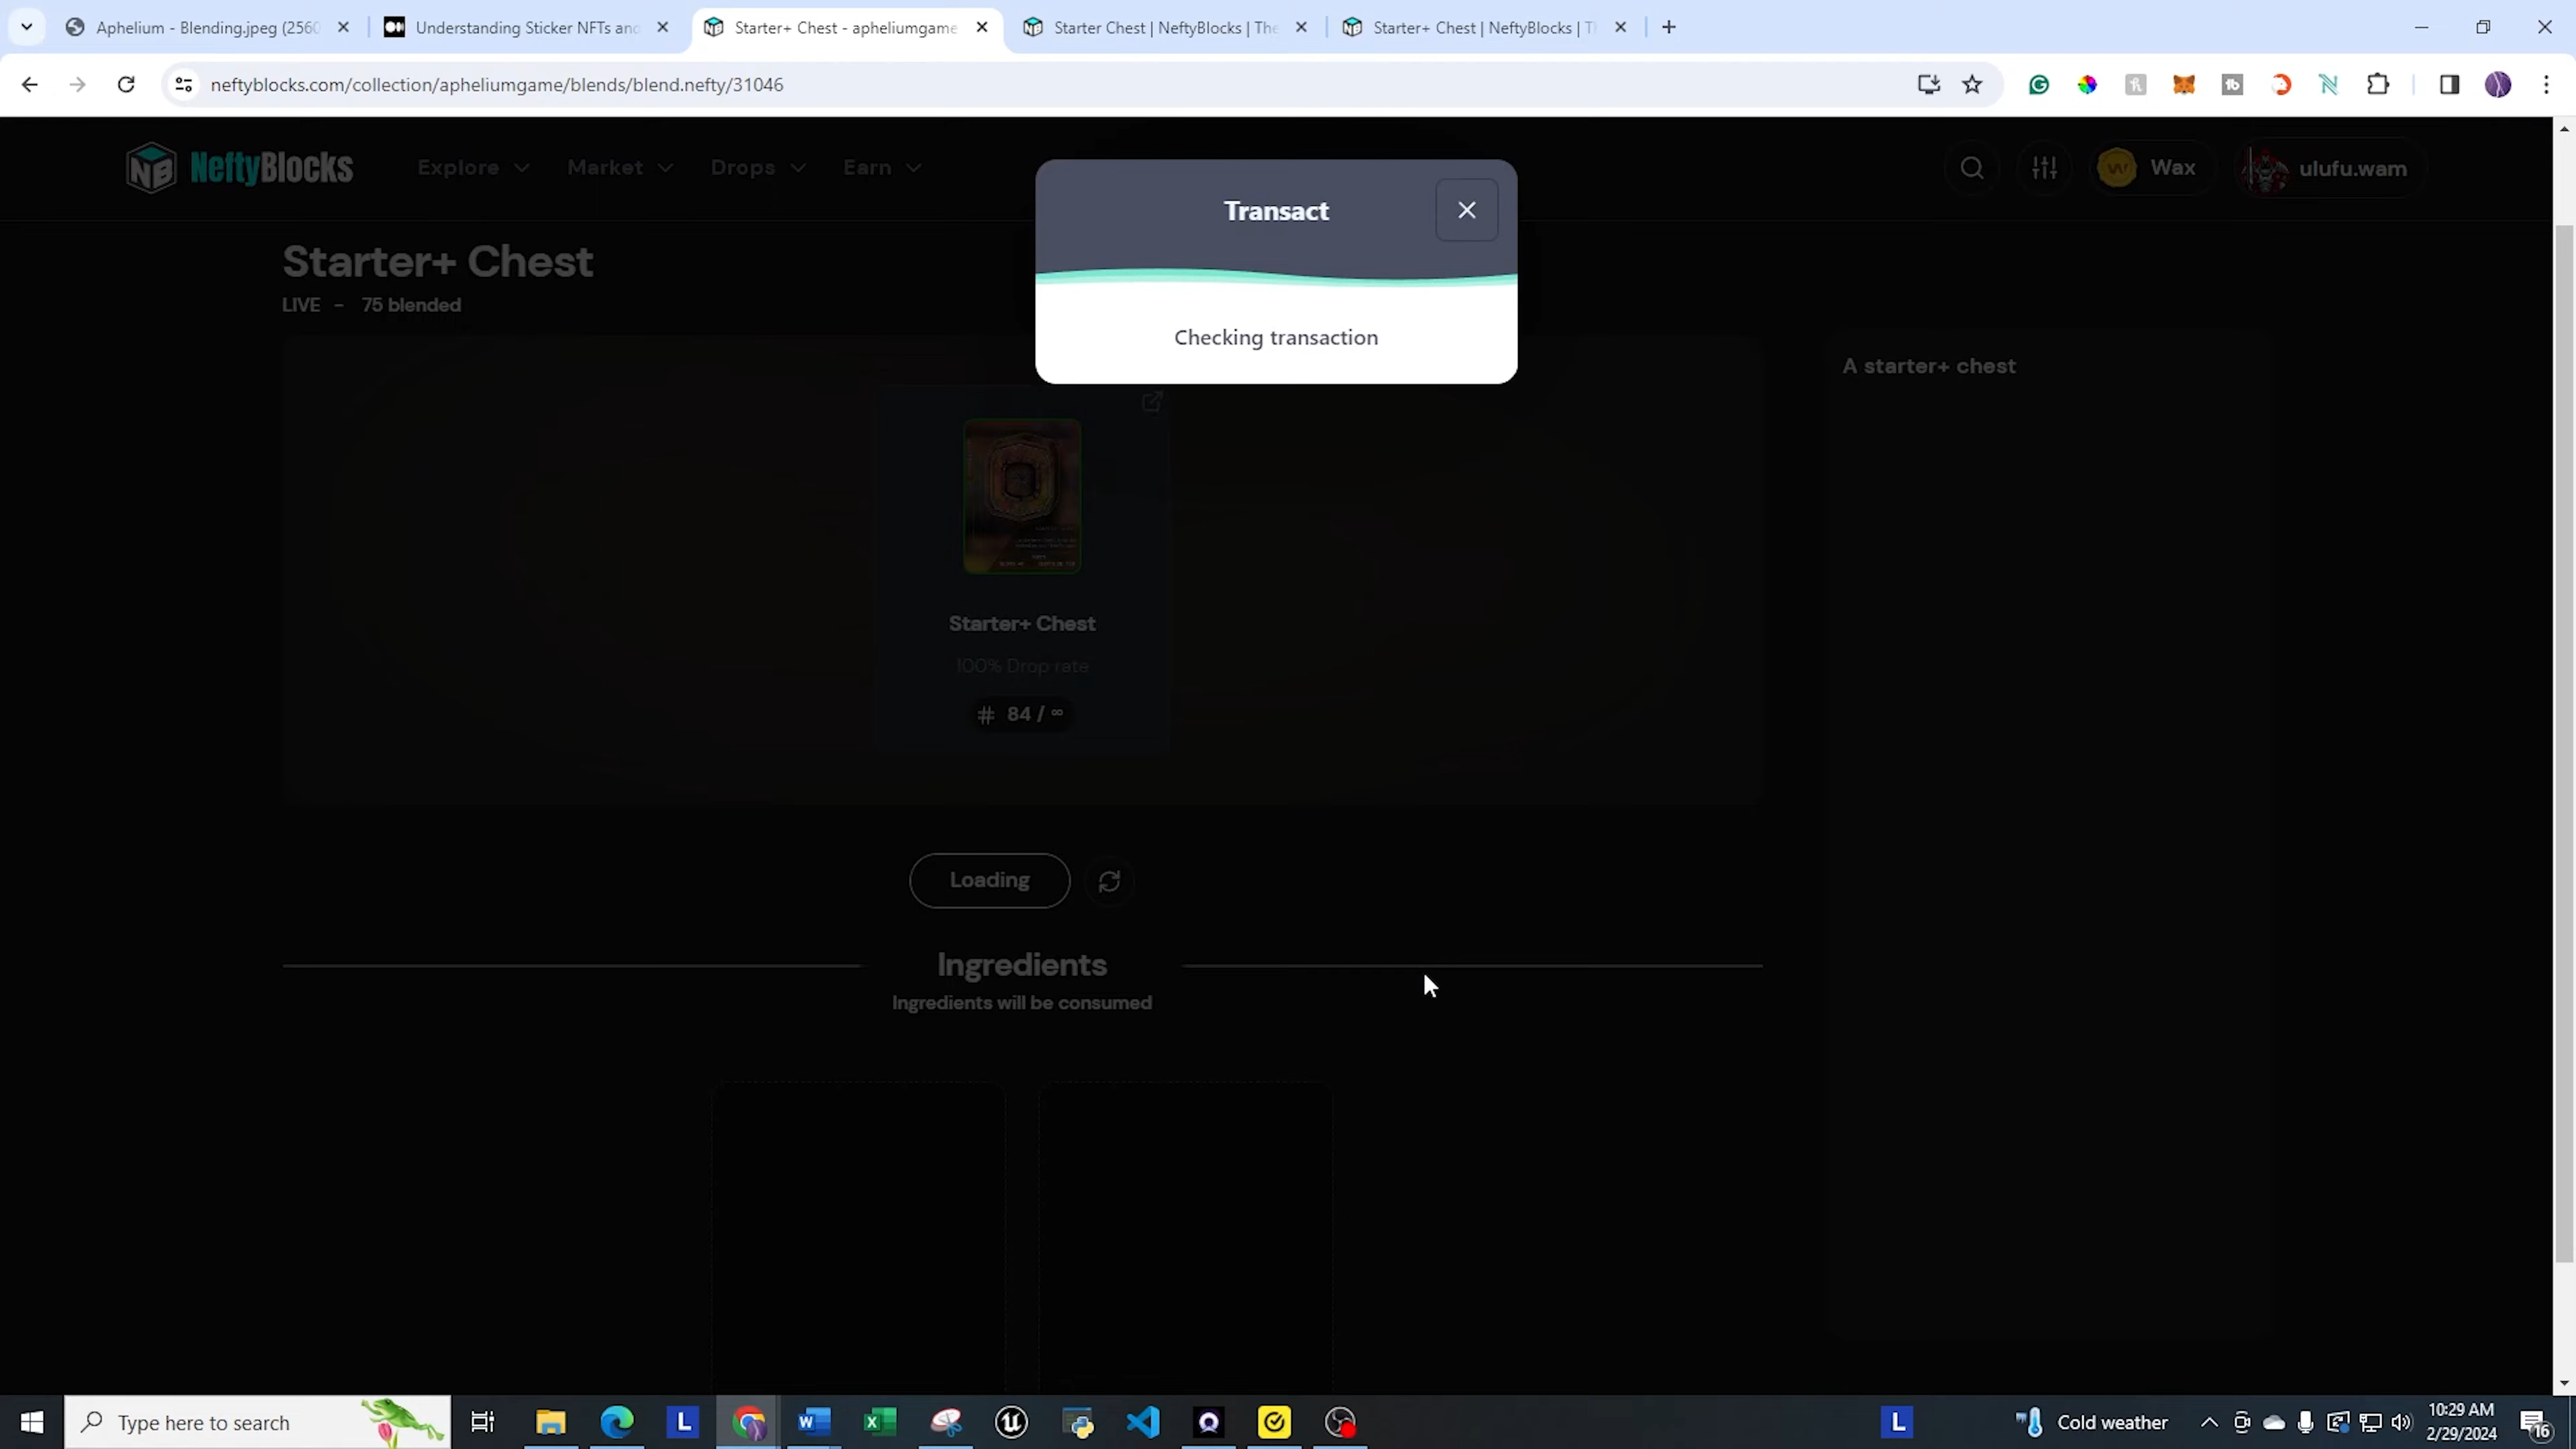 Aphelium - Blending.jpeg (2560
Understanding Sticker NFTs and
Starter+ Chest - apheliumgame
Starter Chest | NeftyBlocks | The
Starter+ Chest | NeftyBlocks | T
neftyblocks.com/collection/apheliumgame/blends/blend.nefty/31046
NeftyBlocks
Explore
Market
Drops
Earn
Wax
ulufu.wam
Transact
Checking transaction
Starter+ Chest
LIVE - 75 blended
A starter+ chest
Starter+ Chest
100% Drop rate
# 84 / ∞
Loading
Ingredients
Ingredients will be consumed
Type here to search
Cold weather
10:29 AM
2/29/2024
16